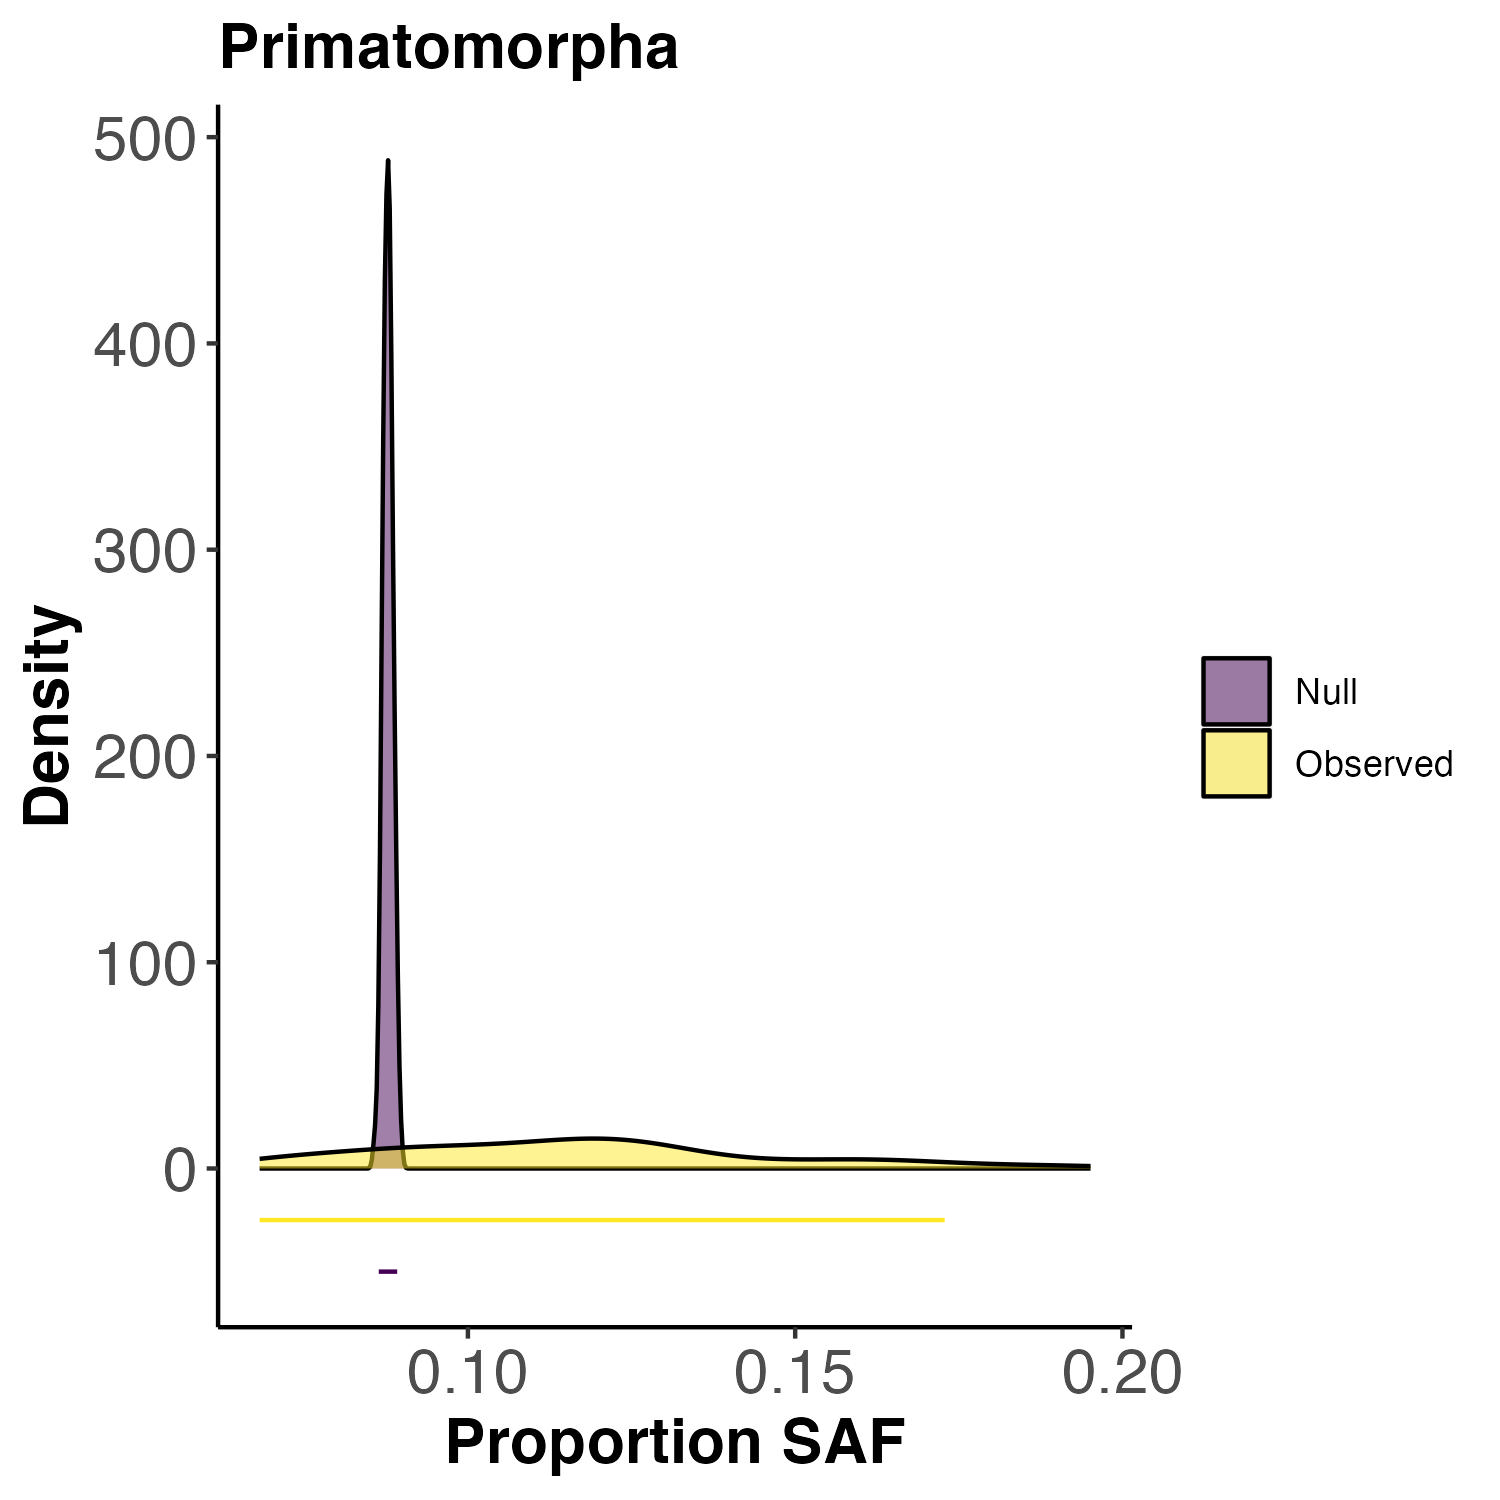 Primatomorpha
500
400
300
200
100
0
Density
0.10 0.15 0.20
Proportion SAF
Null
Observed